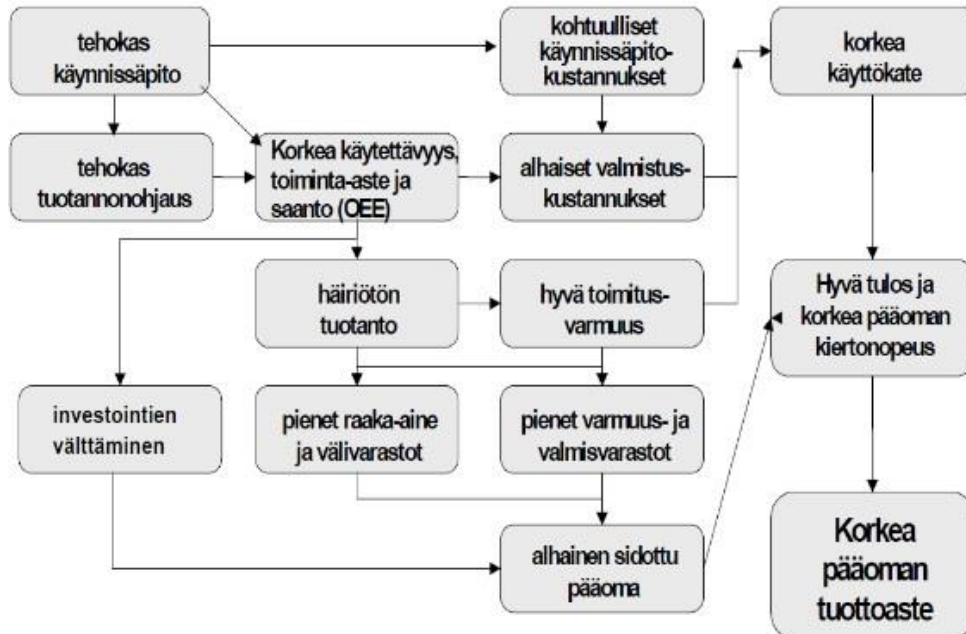 tehokas
käynnissäpito
kohtuulliset
käynnissäpito-
kustannukset
korkea
käyttökate
tehokas
tuotannonohjaus
Korkea käytettävyys,
toiminta-aste ja
saanto (OEE)
alhaiset valmistus-
kustannukset
häiriötön
tuotanto
hyvä toimitus-
varmuus
Hyvä tulos ja
korkea pääoman
kiertonopeus
investointien
välttäminen
pienet raaka-aine
ja välivarastot
pienet varmuus- ja
valmisvarastot
alhainen sidottu
pääoma
Korkea
pääoman
tuottoaste